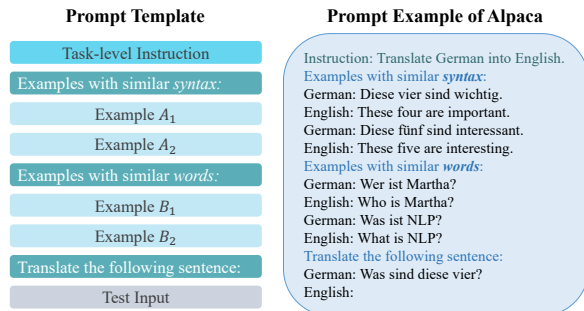 Prompt Template
Task-level Instruction
Examples with similar syntax:
Example A₁
Example A₂
Examples with similar words:
Example B₁
Example B₂
Translate the following sentence:
Test Input
Prompt Example of Alpaca
Instruction: Translate German into English.
Examples with similar syntax:
German: Diese vier sind wichtig.
English: These four are important.
German: Diese fünf sind interessant.
English: These five are interesting.
Examples with similar words:
German: Wer ist Martha?
English: Who is Martha?
German: Was ist NLP?
English: What is NLP?
Translate the following sentence:
German: Was sind diese vier?
English: